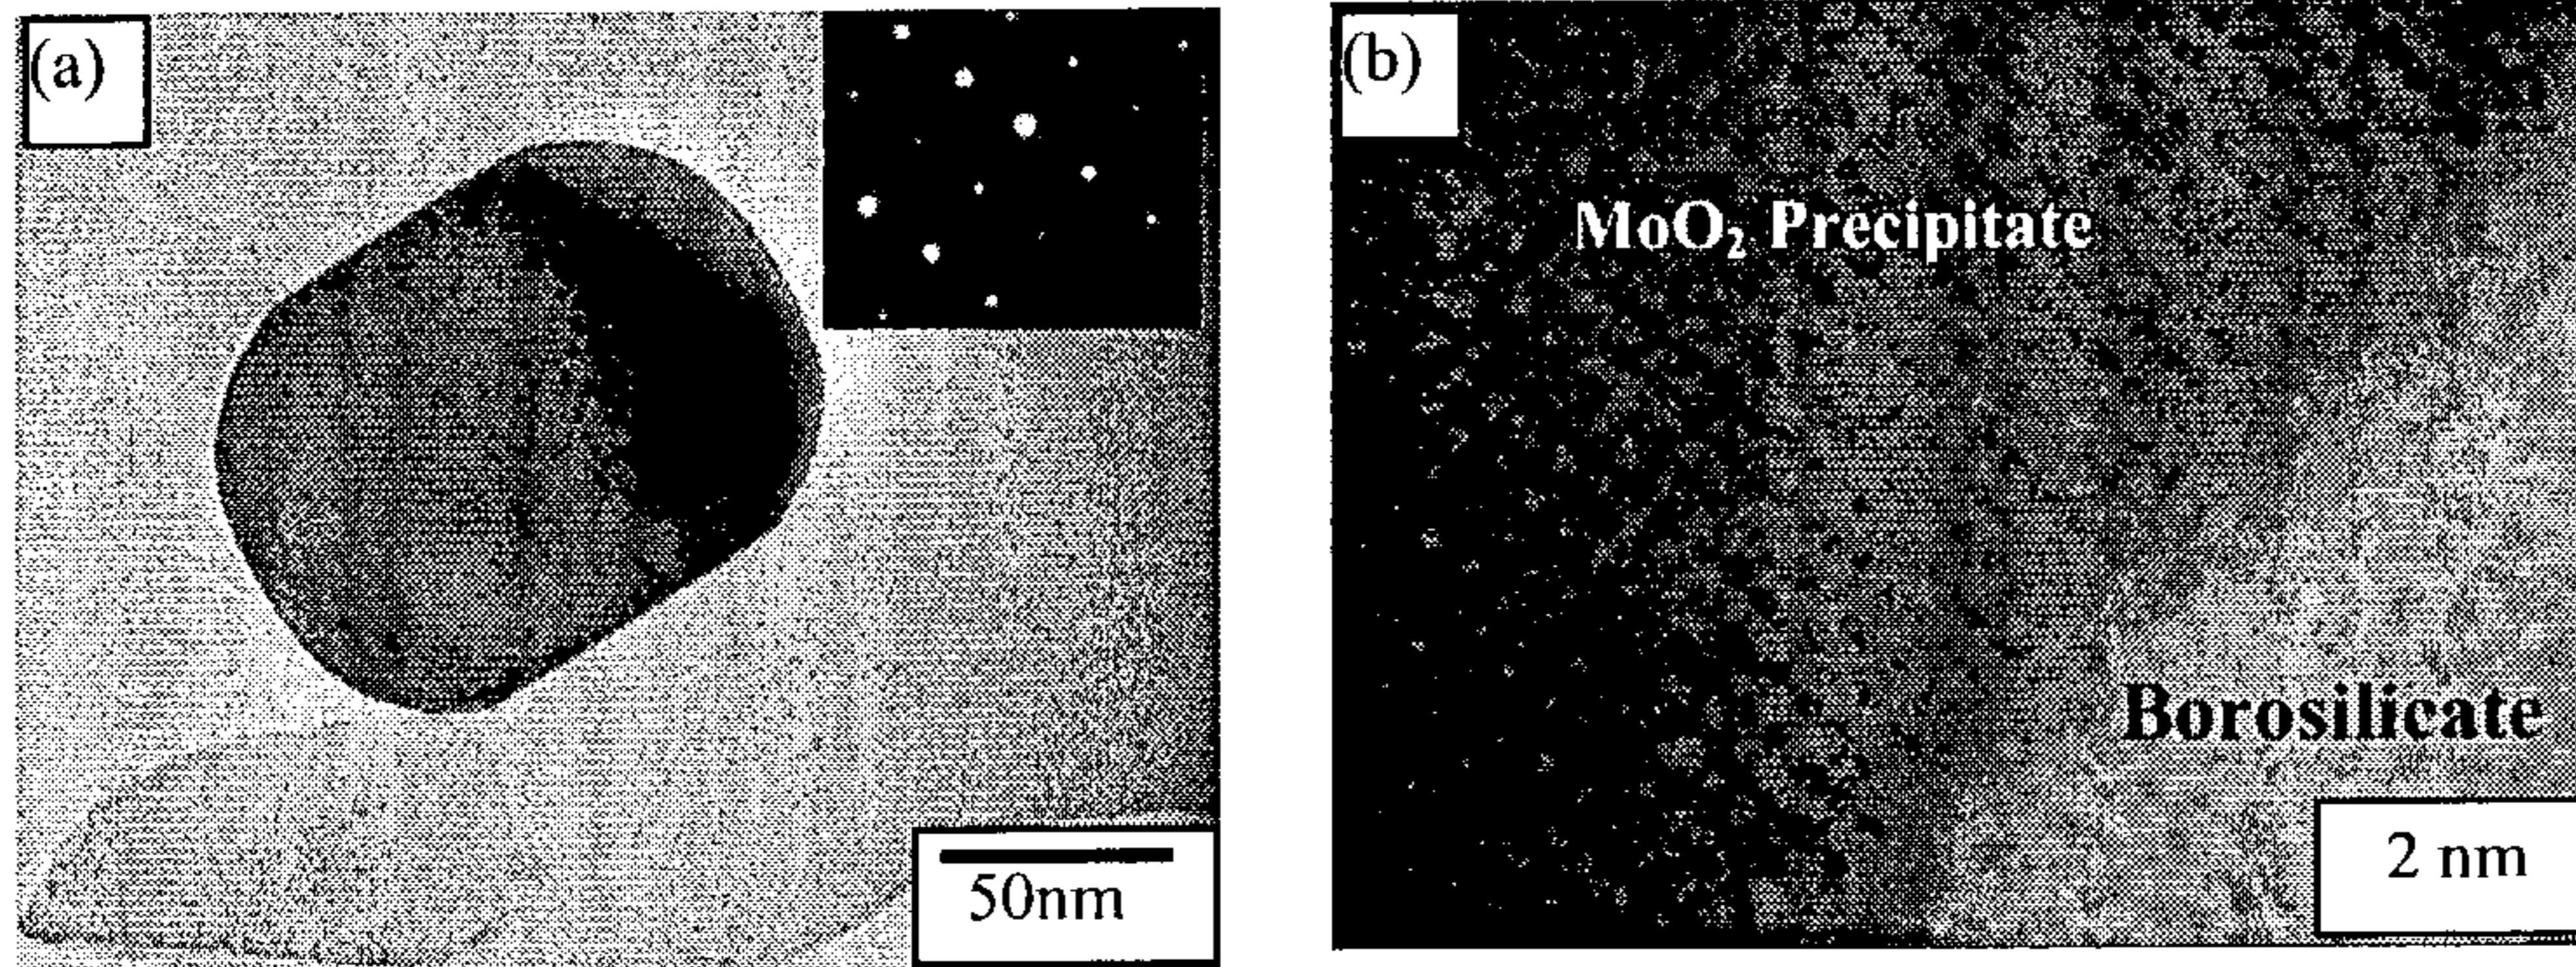 (a)
50nm
(b)
MoO₂ Precipitate
Borosilicate
2 nm